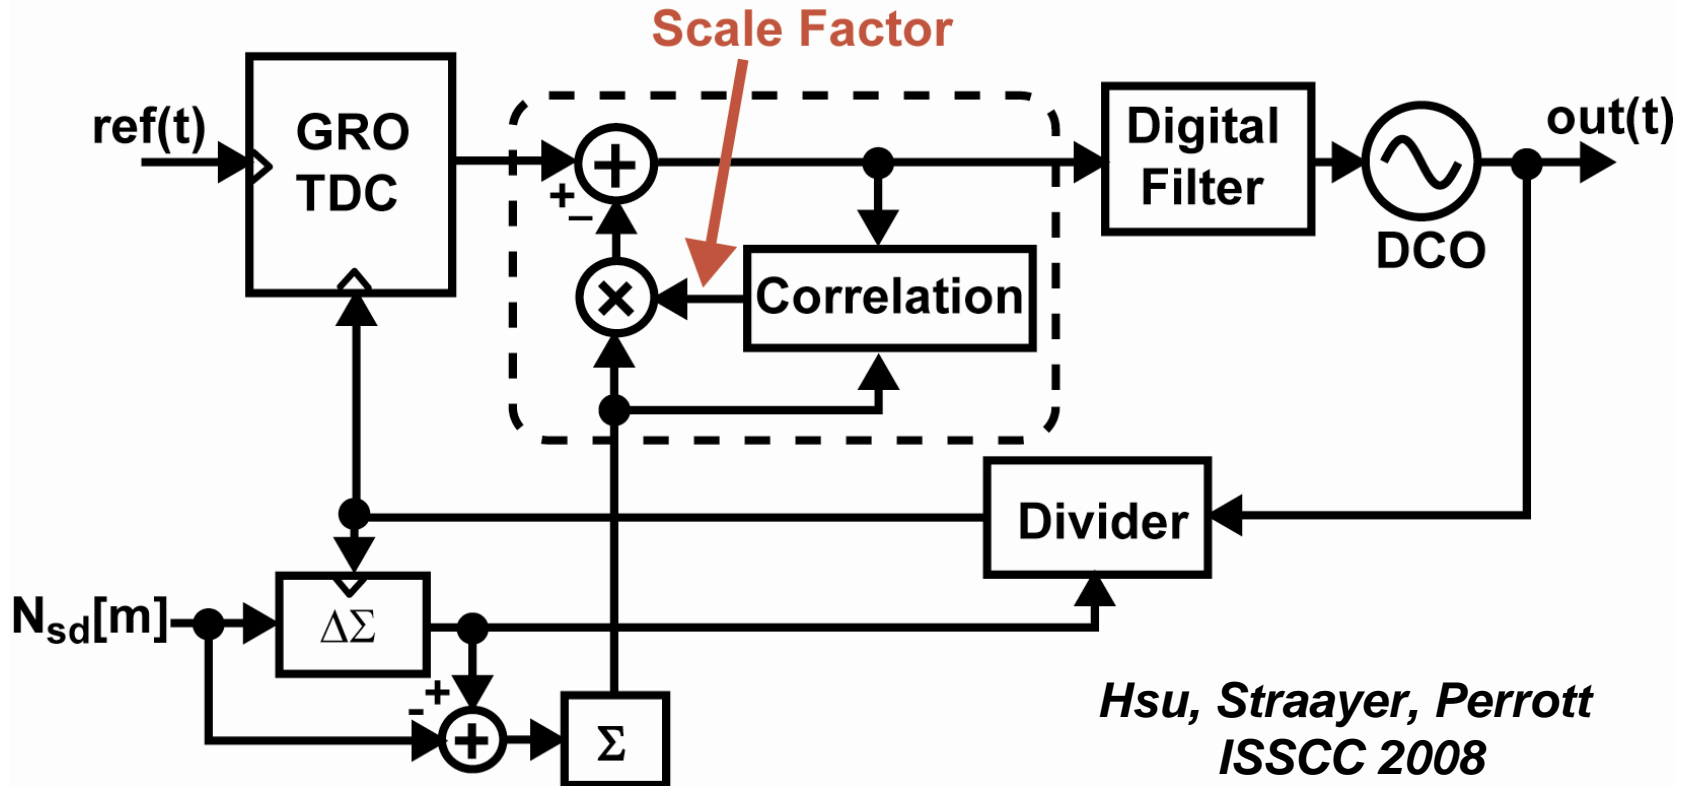 Scale Factor
ref(t)
GRO
TDC
+
+
−
×
Correlation
Digital
Filter
DCO
out(t)
Divider
Nsd[m]
ΔΣ
+
-
+
Σ
Hsu, Straayer, Perrott
ISSCC 2008